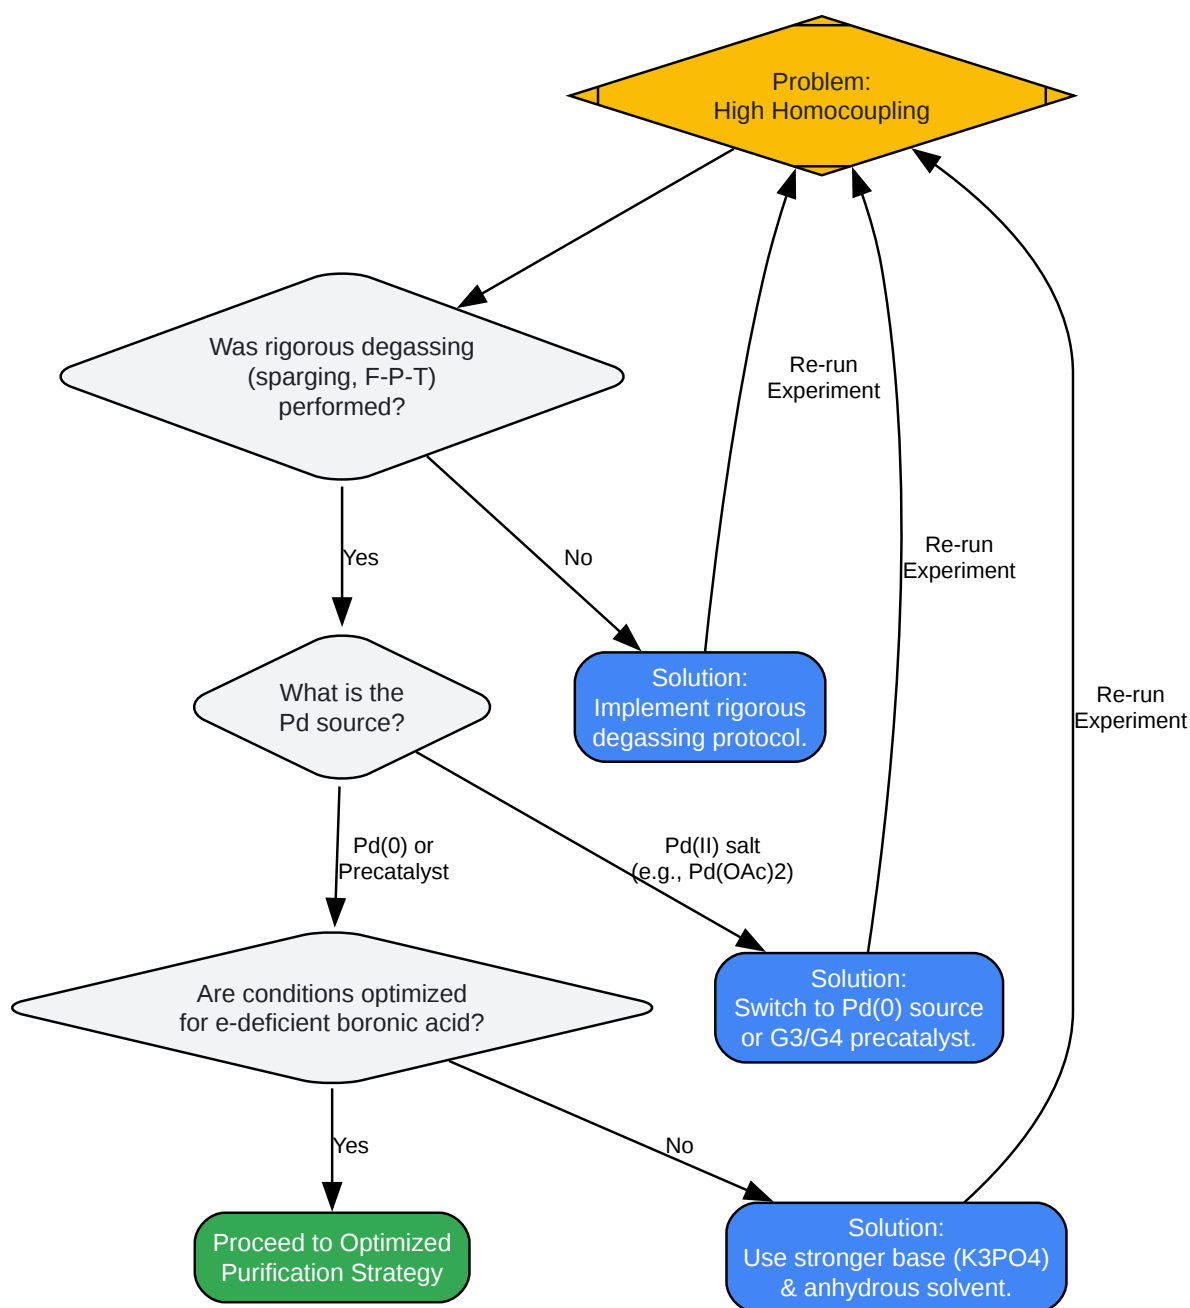 Problem:
High Homocoupling
Was rigorous degassing
(sparging, F-P-T)
performed?
Re-run
Experiment
Re-run
Experiment
Yes
No
Solution:
Implement rigorous
degassing protocol.
What is the
Pd source?
Re-run
Experiment
Pd(0) or
Precatalyst
Pd(II) salt
(e.g., Pd(OAc)2)
Are conditions optimized
for e-deficient boronic acid?
Solution:
Switch to Pd(0) source
or G3/G4 precatalyst.
Yes
No
Proceed to Optimized
Purification Strategy
Solution:
Use stronger base (K3PO4)
& anhydrous solvent.